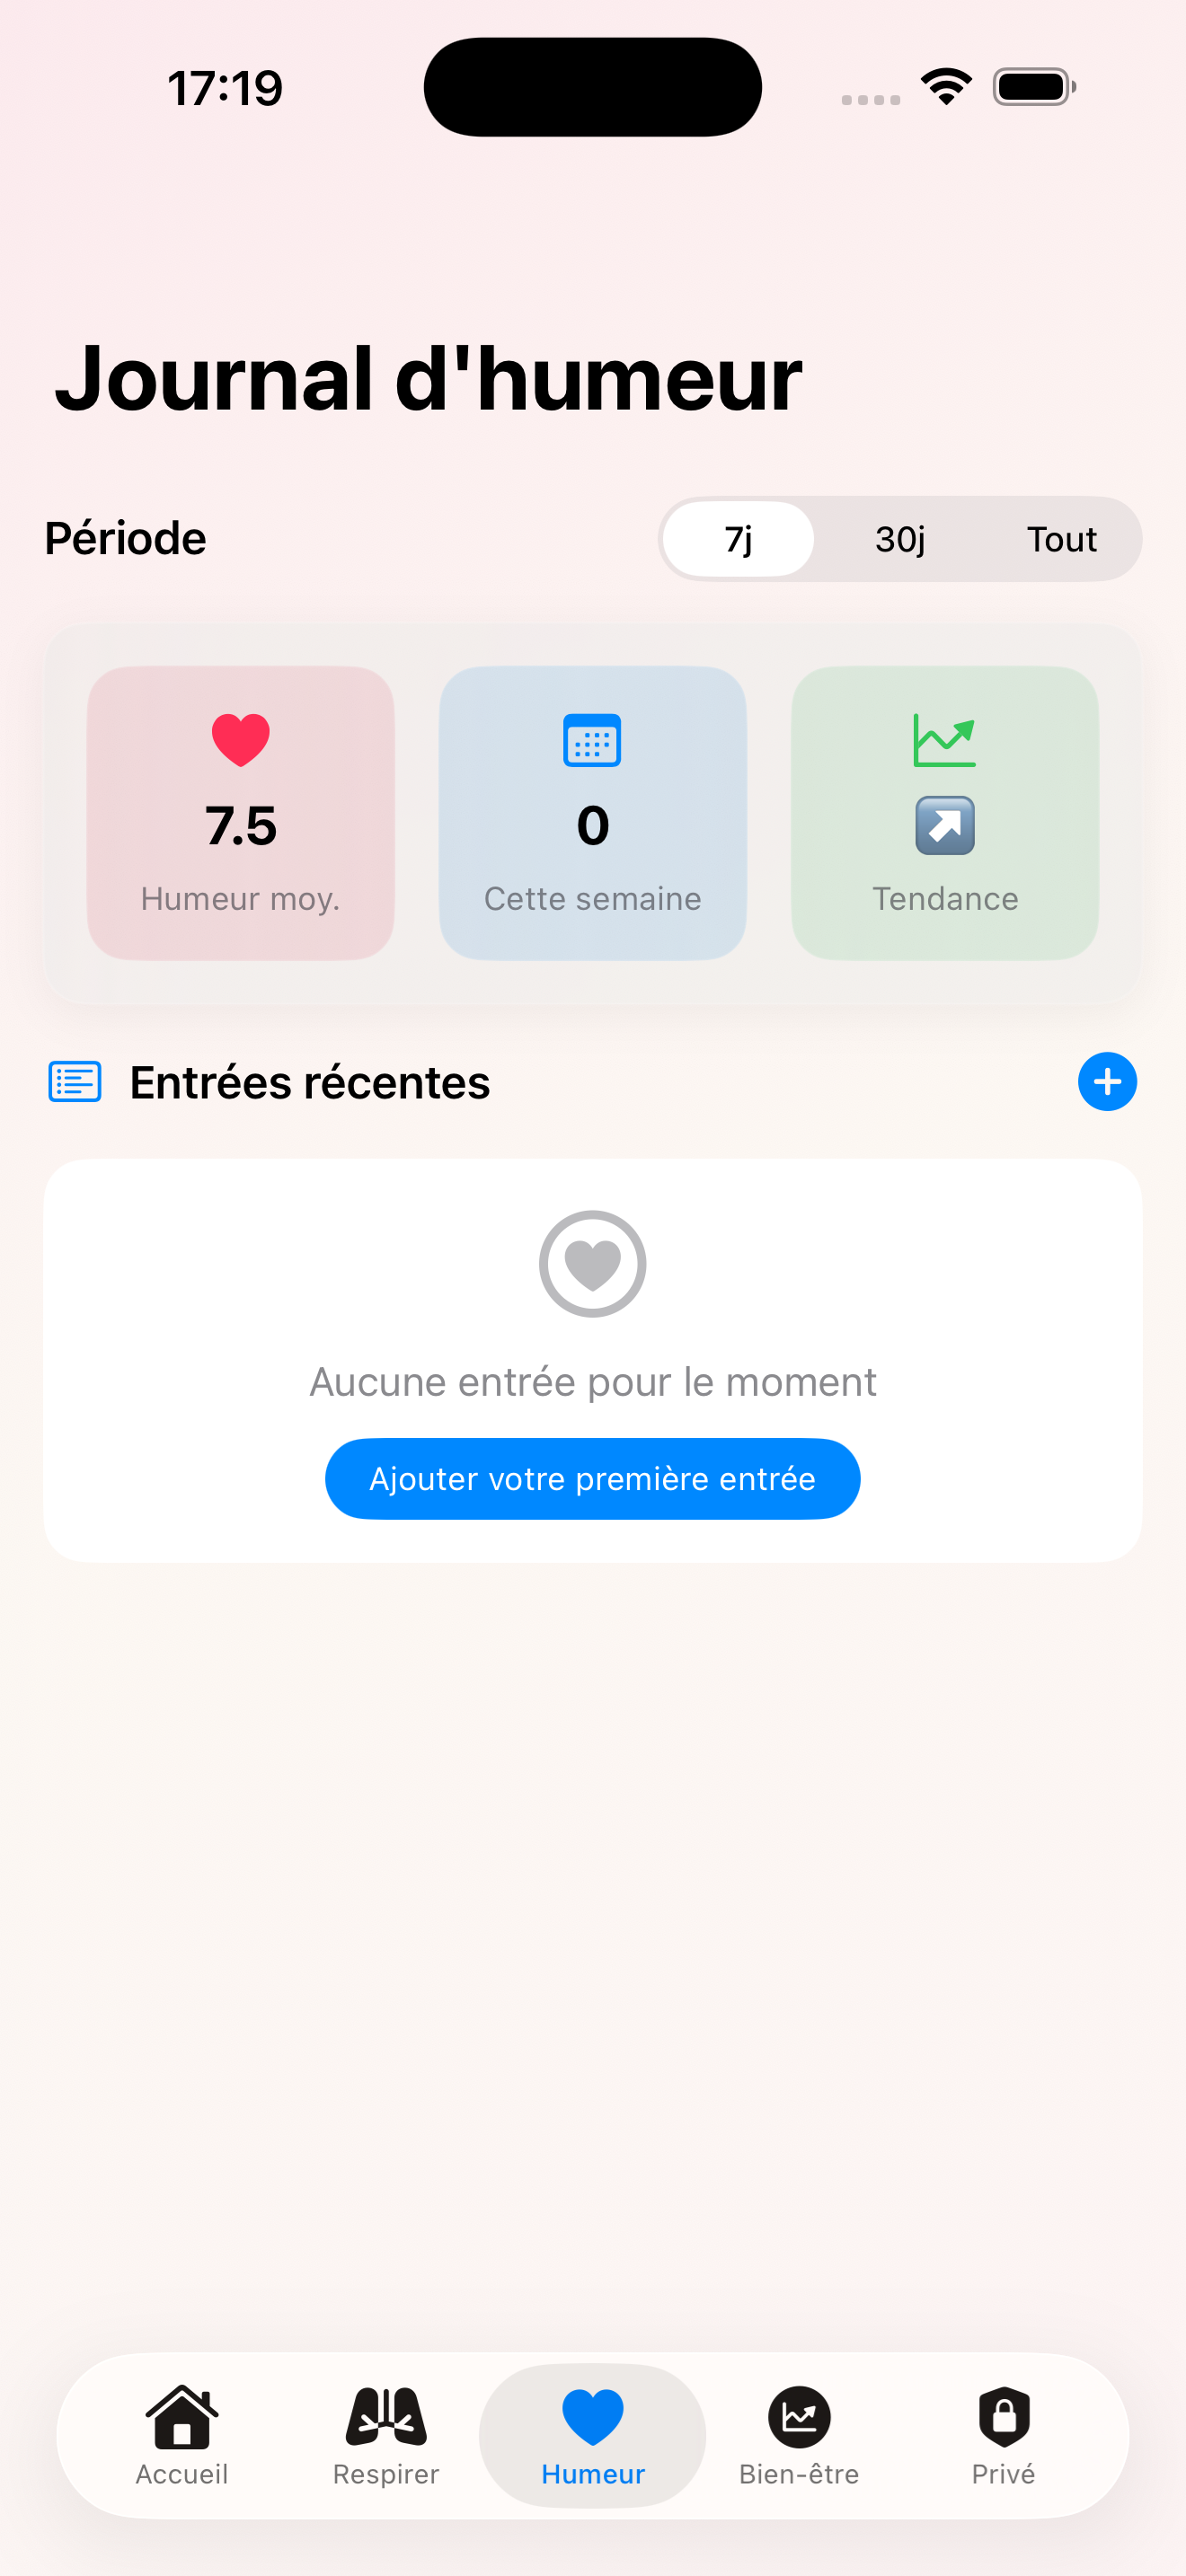 17:19
Journal d'humeur
Période
7j 30j Tout
7.5 0
Humeur moy. Cette semaine Tendance
Entrées récentes
Aucune entrée pour le moment
Ajouter votre première entrée
Accueil Respirer Humeur Bien-être Privé